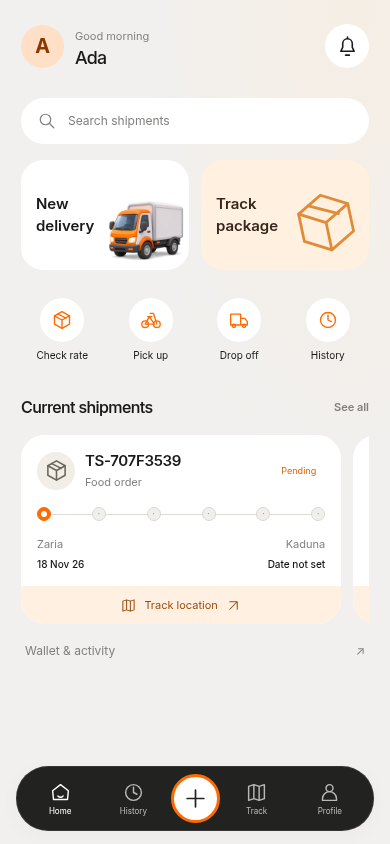 A
Good morning
Ada
Search shipments
New
delivery
Track
package
Check rate
Pick up
Drop off
History
Current shipments
See all
TS-707F3539
Food order
Pending
Zaria
Kaduna
18 Nov 26
Date not set
Track location
Wallet & activity
Home
History
Track
Profile